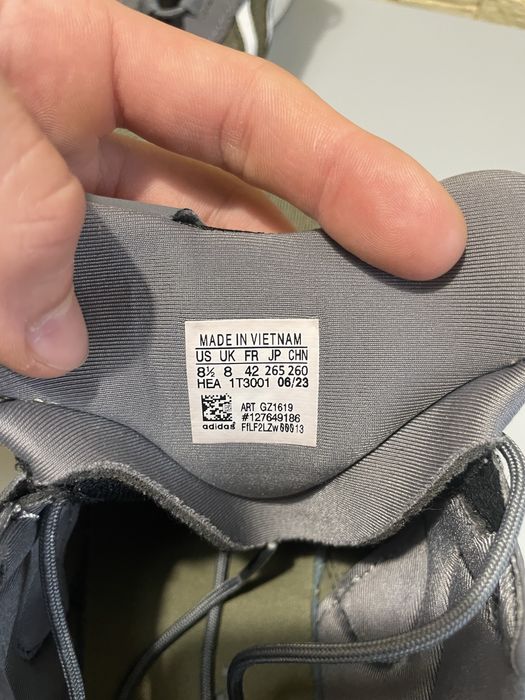 MADE IN VIETNAM
US UK FR JP CHN
8½ 8 42 265 260
HEA 1T3001 06/23
ART GZ1619
#127649186
adidas FfLF2LZw00013